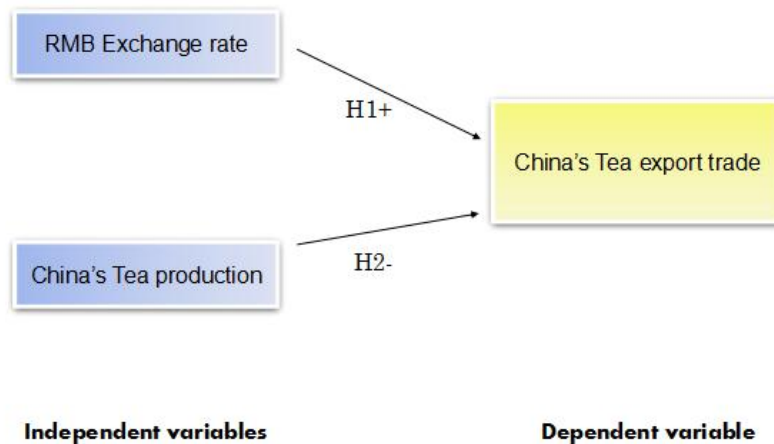 RMB Exchange rate
H1+
China's Tea export trade
China's Tea production
H2-
Independent variables
Dependent variable